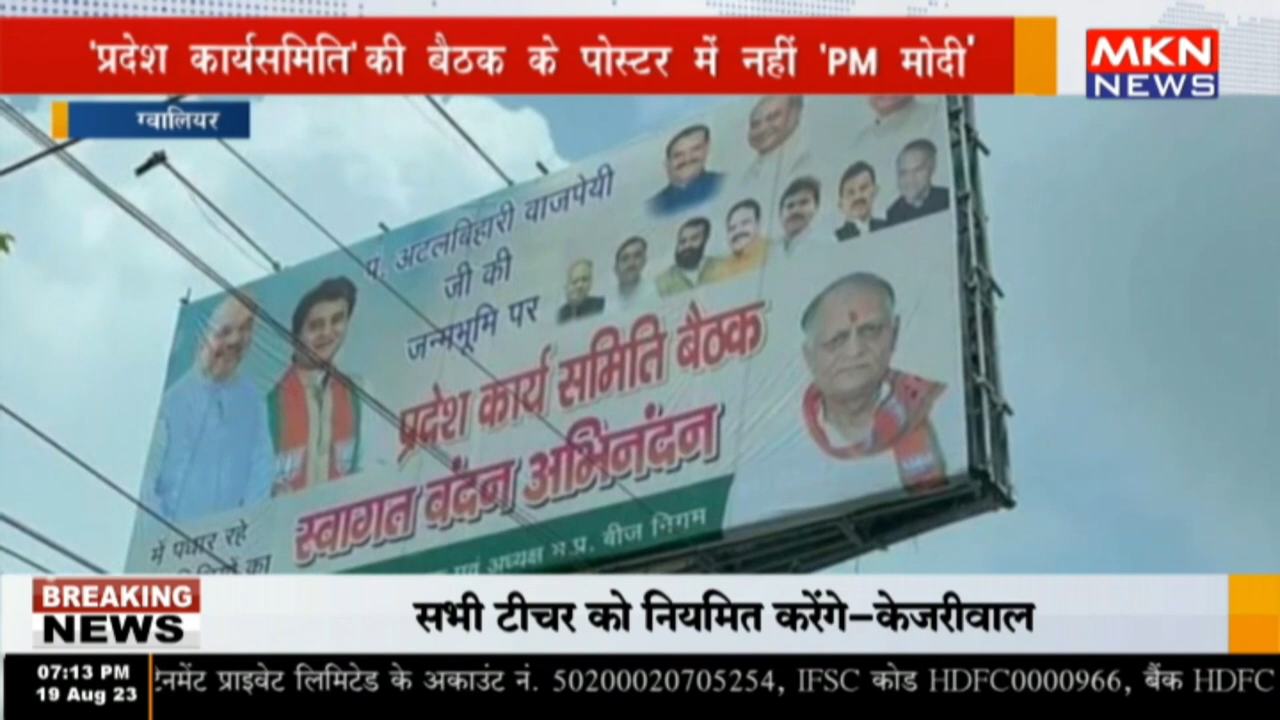 'प्रदेश कार्यसमिति' की बैठक के पोस्टर में नहीं 'PM मोदी'
MKN
NEWS
ग्वालियर
पं. अटलबिहारी वाजपेयी
जी की
जन्मभूमि पर
प्रदेश कार्य समिति बैठक
में पधार रहे
का
स्वागत वंदन अभिनंदन
एवं अध्यक्ष म.प्र. बीज निगम
BREAKING
NEWS
सभी टीचर को नियमित करेंगे–केजरीवाल
07:13 PM
19 Aug 23
टेनमेंट प्राइवेट लिमिटेड के अकाउंट नं. 50200020705254, IFSC कोड HDFC0000966, बैंक HDFC